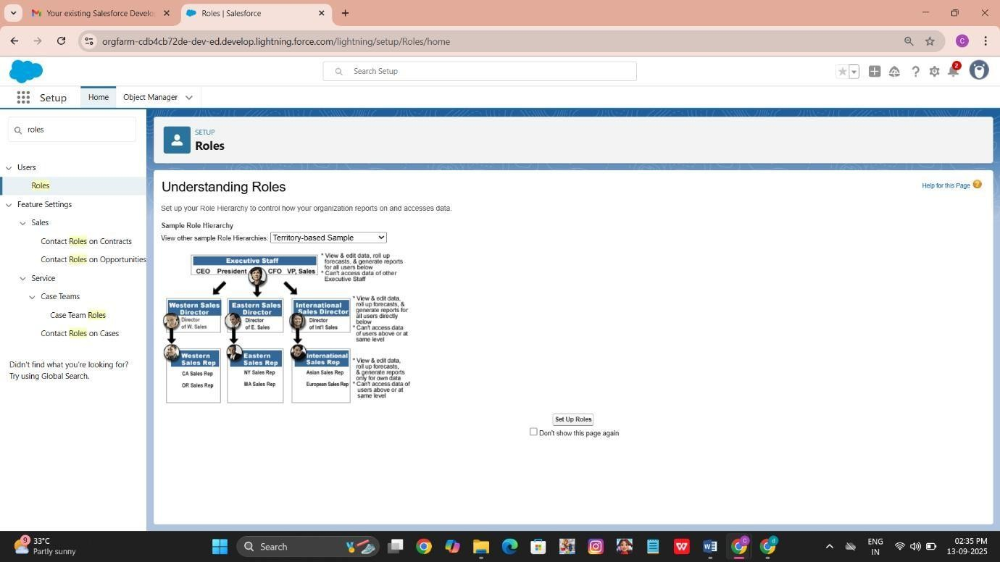 Your existing Salesforce Develo
Roles | Salesforce
orgfarm-cdb4cb72de-dev-ed.develop.lightning.force.com/lightning/setup/Roles/home
C
Search Setup
2
Setup
Home
Object Manager
roles
Users
Roles
Feature Settings
Sales
Contact Roles on Contracts
Contact Roles on Opportunities
Service
Case Teams
Case Team Roles
Contact Roles on Cases
Didn't find what you're looking for?
Try using Global Search.
SETUP
Roles
Understanding Roles
Help for this Page
Set up your Role Hierarchy to control how your organization reports on and accesses data.
Sample Role Hierarchy
View other sample Role Hierarchies: Territory-based Sample
Executive Staff
CEO President CFO VP, Sales
* View & edit data, roll up
forecasts, & generate reports
for all users below
* Can't access data of other
Executive Staff
Western Sales
Director
Director
of W. Sales
Eastern Sales
Director
Director
of E. Sales
International
Sales Director
Director
of Int'l Sales
* View & edit data,
roll up forecasts, &
generate reports for
all users directly
below
* Can't access data
of users above or at
same level
Western
Sales Rep
CA Sales Rep
OR Sales Rep
Eastern
Sales Rep
NY Sales Rep
MA Sales Rep
International
Sales Rep
Asian Sales Rep
European Sales Rep
* View & edit data,
roll up forecasts,
& generate reports
only for own data
* Can't access data of
users above or at
same level
Set Up Roles
Don't show this page again
9
33°C
Partly sunny
Search
C
d
ENG
IN
02:35 PM
13-09-2025